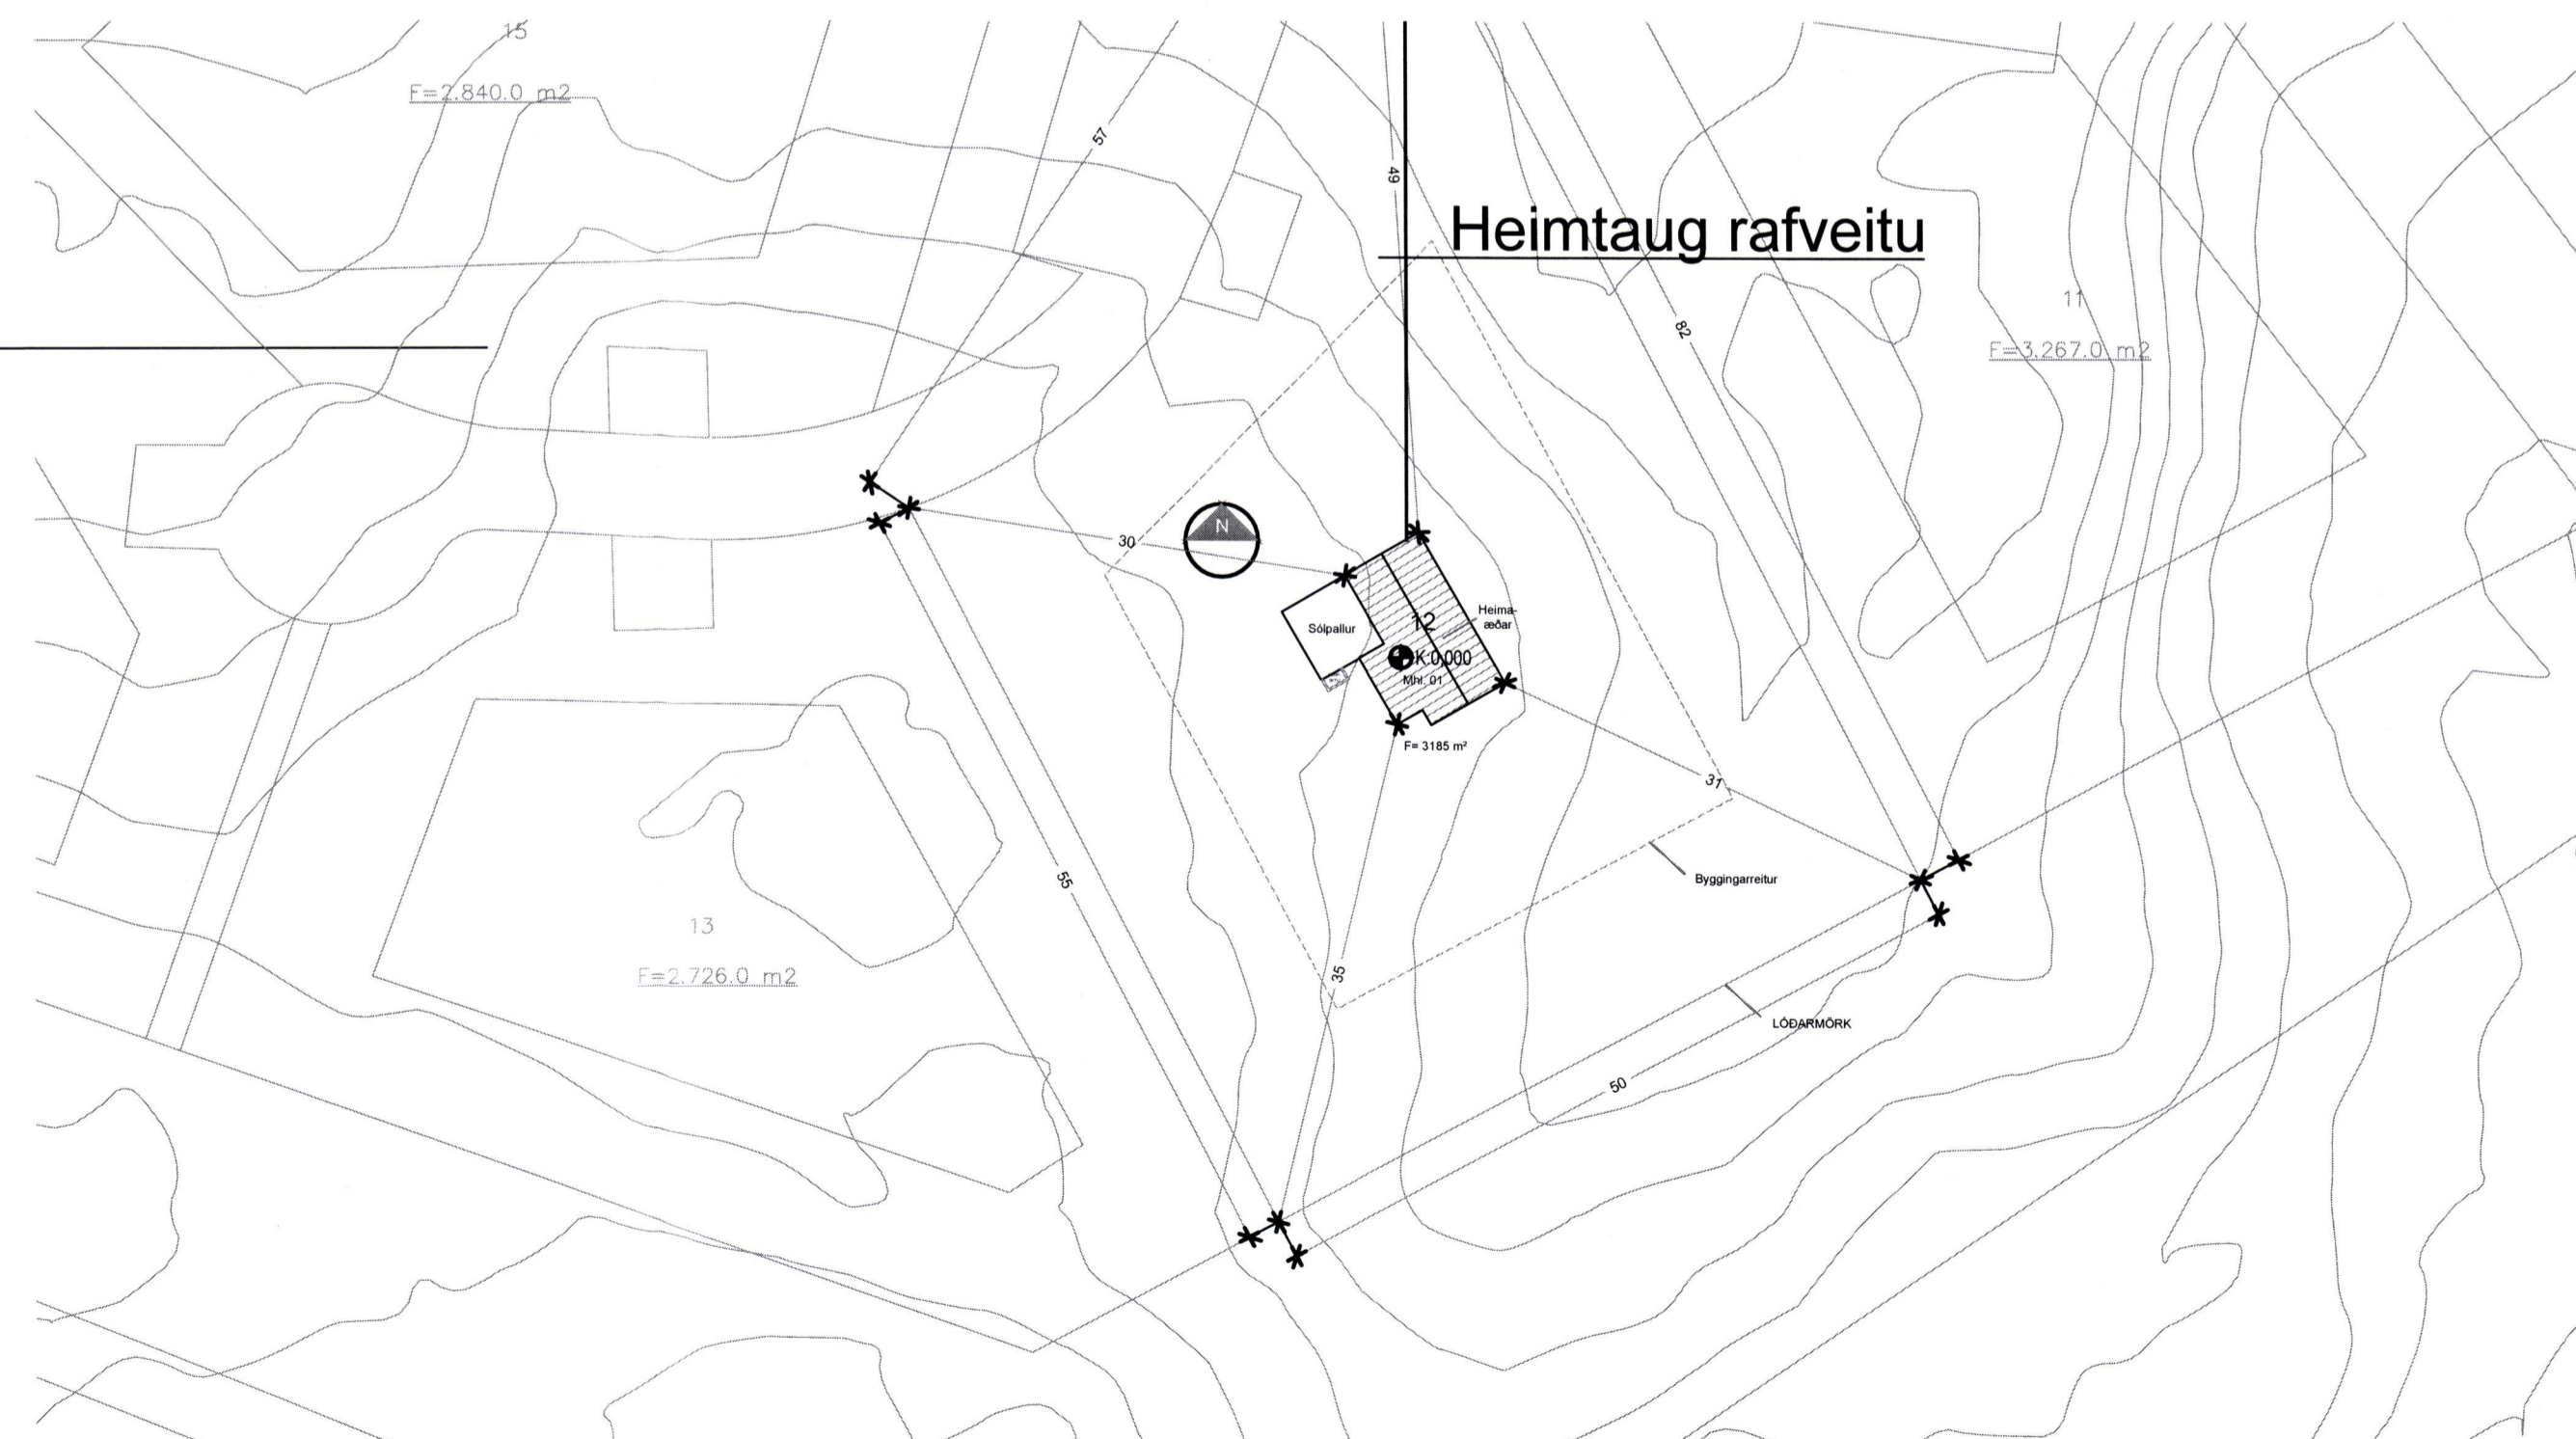 15
F=2.840.0 m2
57
49
Heimtaug rafveitu
82
11
F=3.267.0 m2
N
30
12
Heima-
æðar
Sólpallur
K:0,000
Mhl. 01
F= 3185 m²
31
Byggingarreitur
55
13
F=2.726.0 m2
35
LÓÐARMÖRK
50